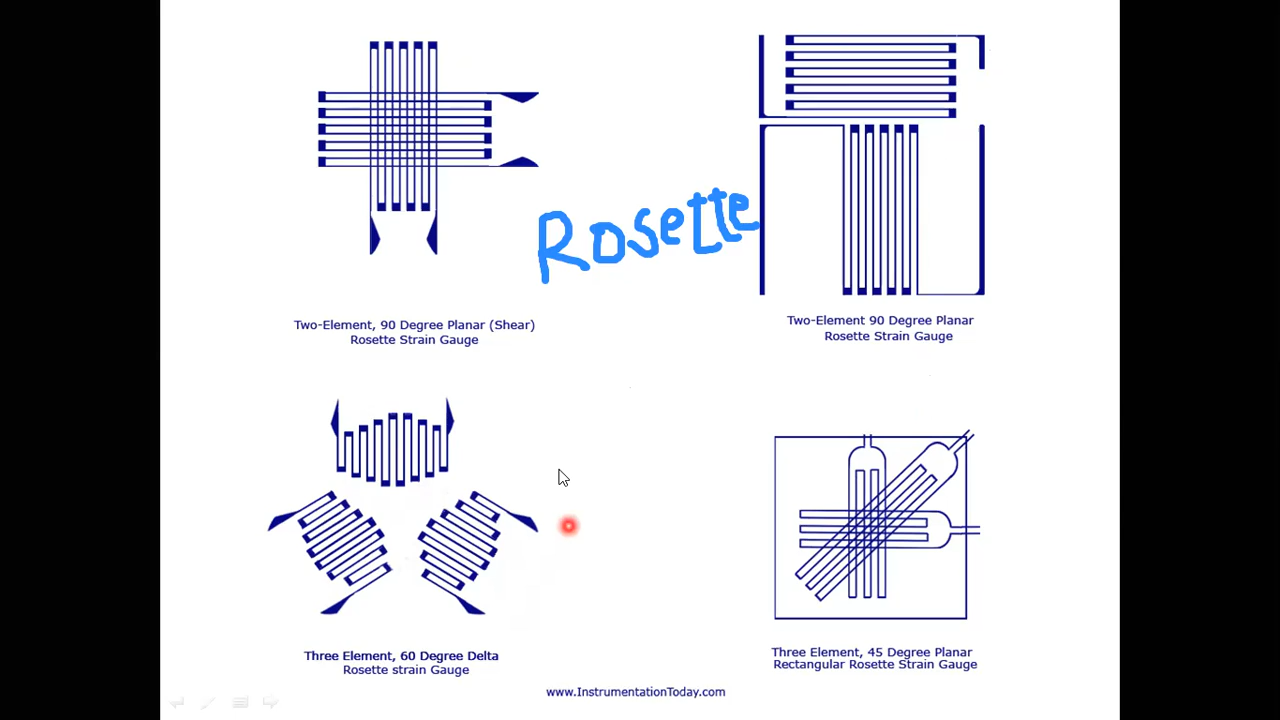 Rosette
Two-Element, 90 Degree Planar (Shear)
Rosette Strain Gauge
Two-Element 90 Degree Planar
Rosette Strain Gauge
Three Element, 60 Degree Delta
Rosette strain Gauge
Three Element, 45 Degree Planar
Rectangular Rosette Strain Gauge
www.InstrumentationToday.com